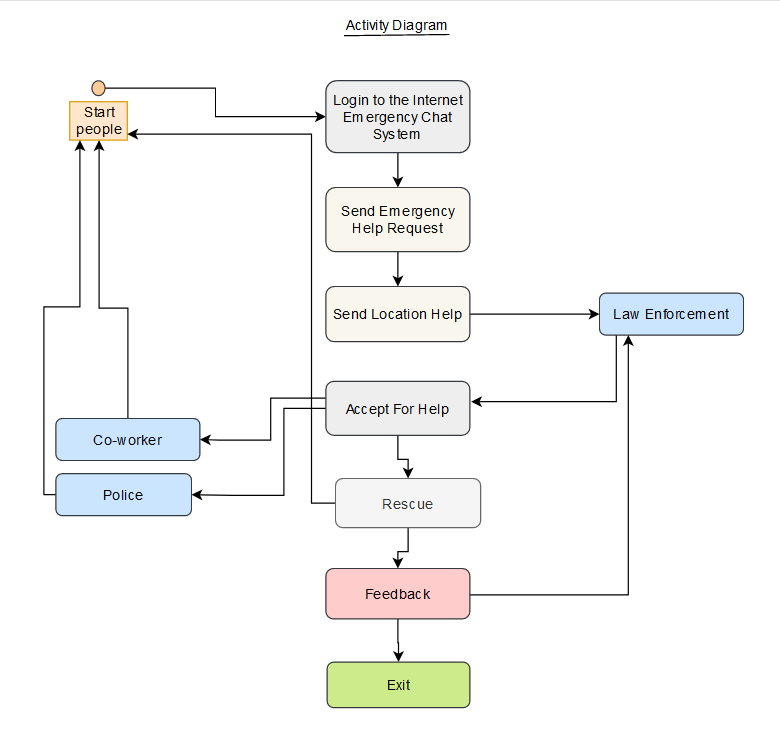 Activity Diagram
Start
people
Login to the Internet
Emergency Chat
System
Send Emergency
Help Request
Send Location Help
Law Enforcement
Accept For Help
Co-worker
Police
Rescue
Feedback
Exit